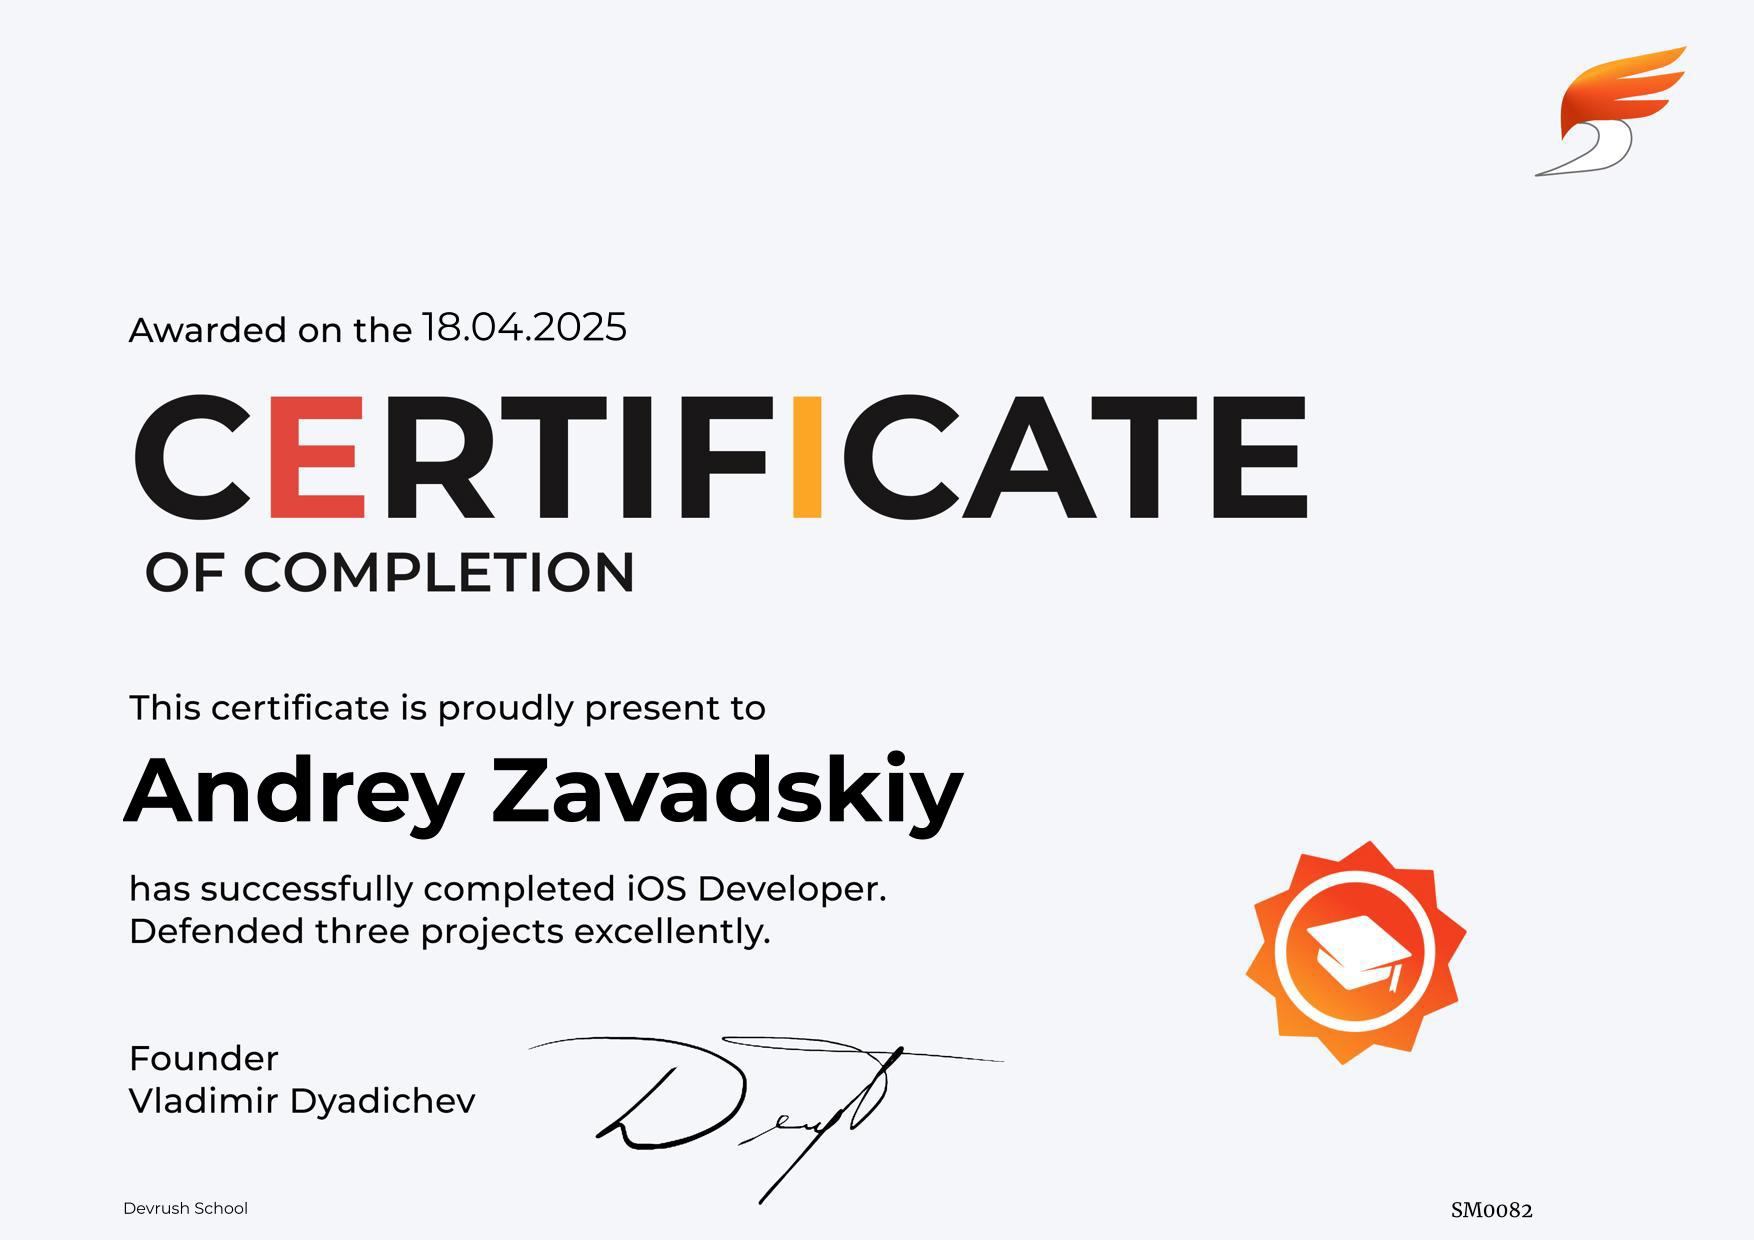 Awarded on the 18.04.2025
CERTIFICATE
OF COMPLETION
This certificate is proudly present to
Andrey Zavadskiy
has successfully completed iOS Developer.
Defended three projects excellently.
Founder
Vladimir Dyadichev
Devrush School
SM0082